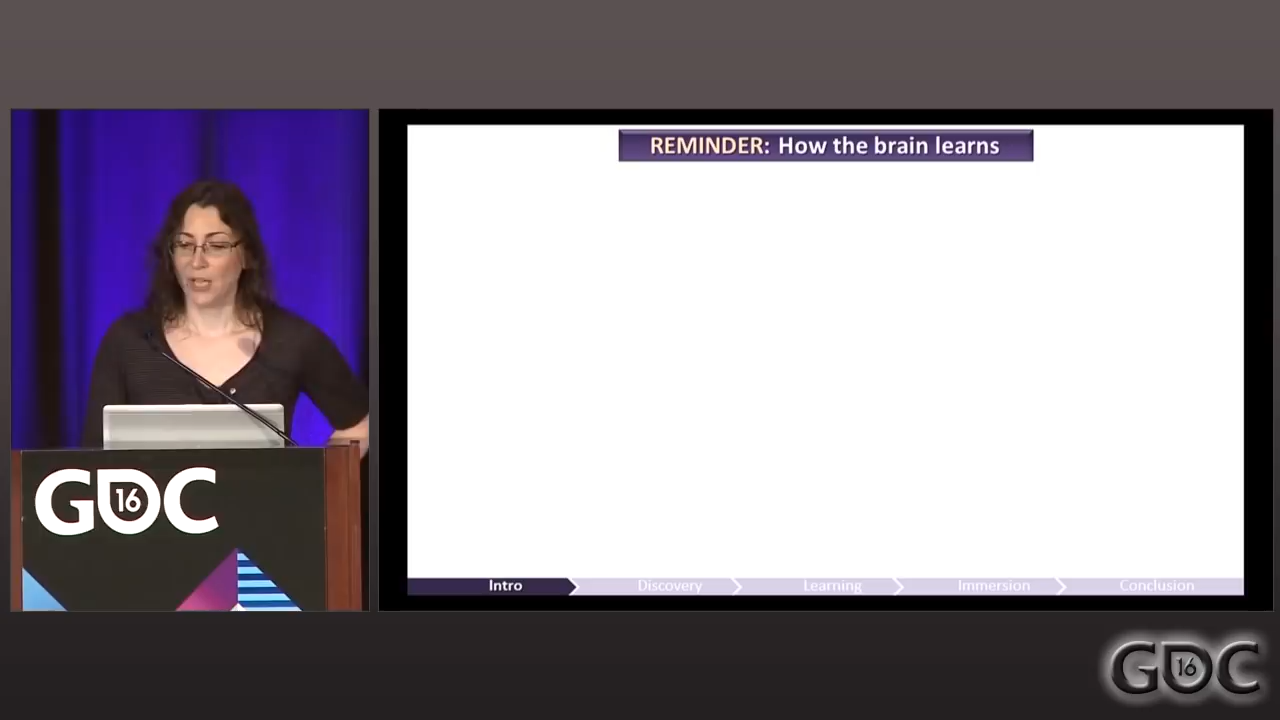 REMINDER: How the brain learns
Intro Discovery Learning Immersion Conclusion
GDC 16
GDC 16